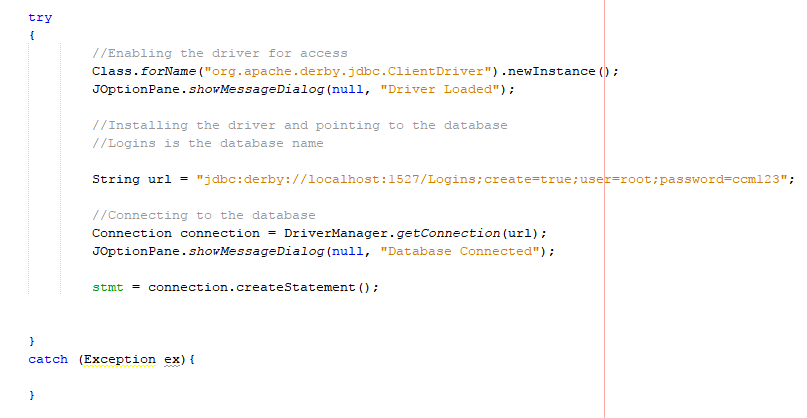 try
{
//Enabling the driver for access
Class.forName("org.apache.derby.jdbc.ClientDriver").newInstance();
JOptionPane.showMessageDialog(null, "Driver Loaded");
//Installing the driver and pointing to the database
//Logins is the database name
String url = "jdbc:derby://localhost:1527/Logins;create=true;user=root;password=ccm123";
//Connecting to the database
Connection connection = DriverManager.getConnection(url);
JOptionPane.showMessageDialog(null, "Database Connected");
stmt = connection.createStatement();
}
catch (Exception ex){
}